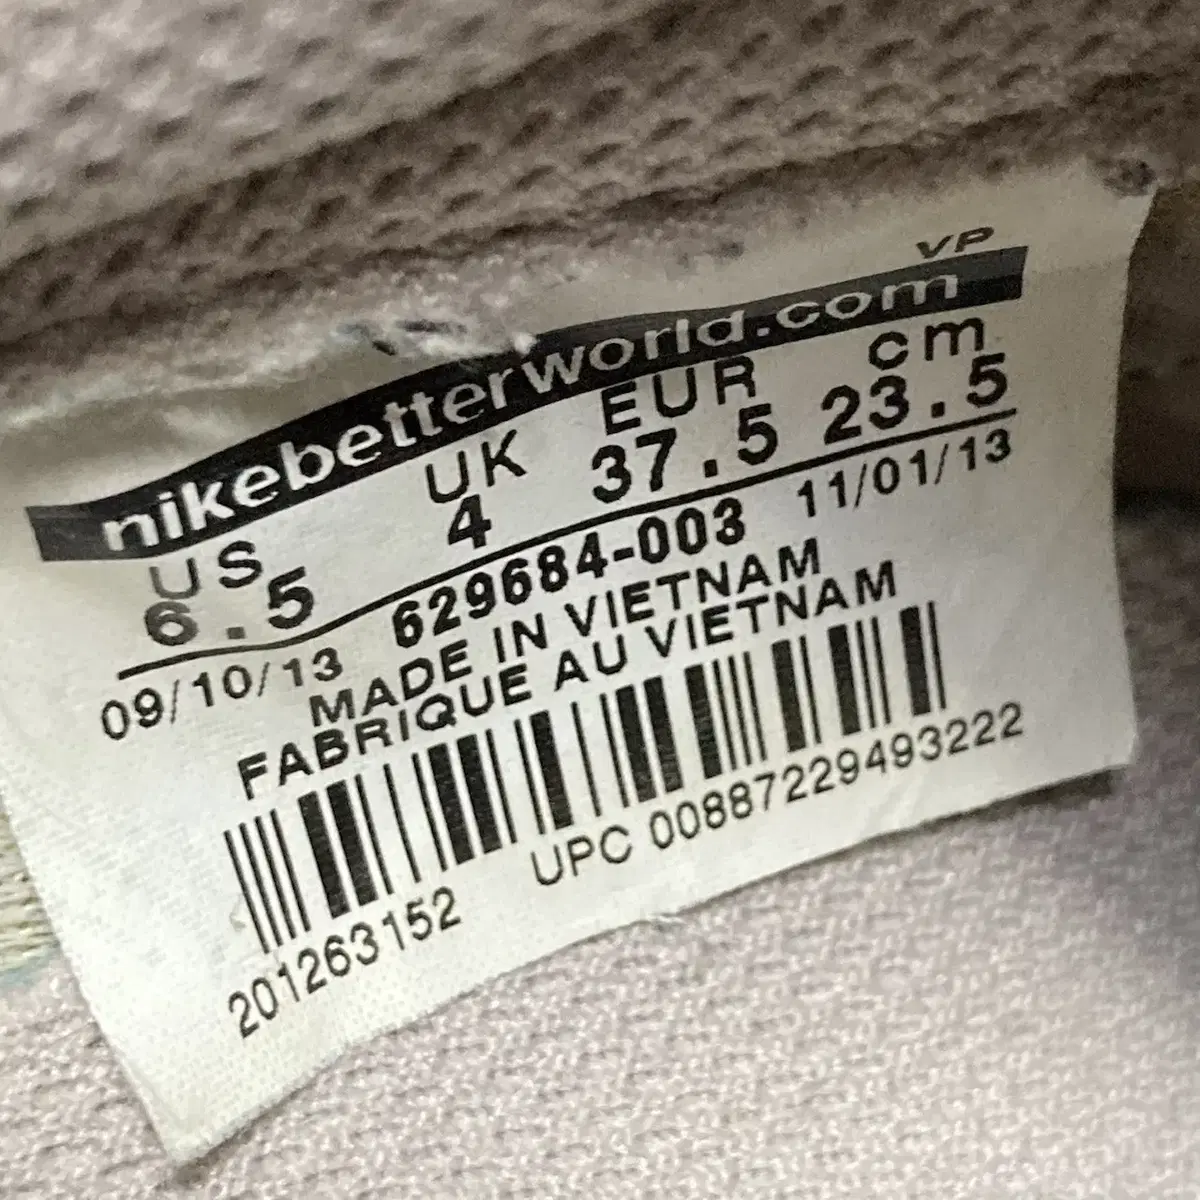 VP
nikebetterworld.com
US UK EUR cm
6.5 4 37.5 23.5
09/10/13 629684-003 11/01/13
MADE IN VIETNAM
FABRIQUE AU VIETNAM
201263152 UPC 00887229493222